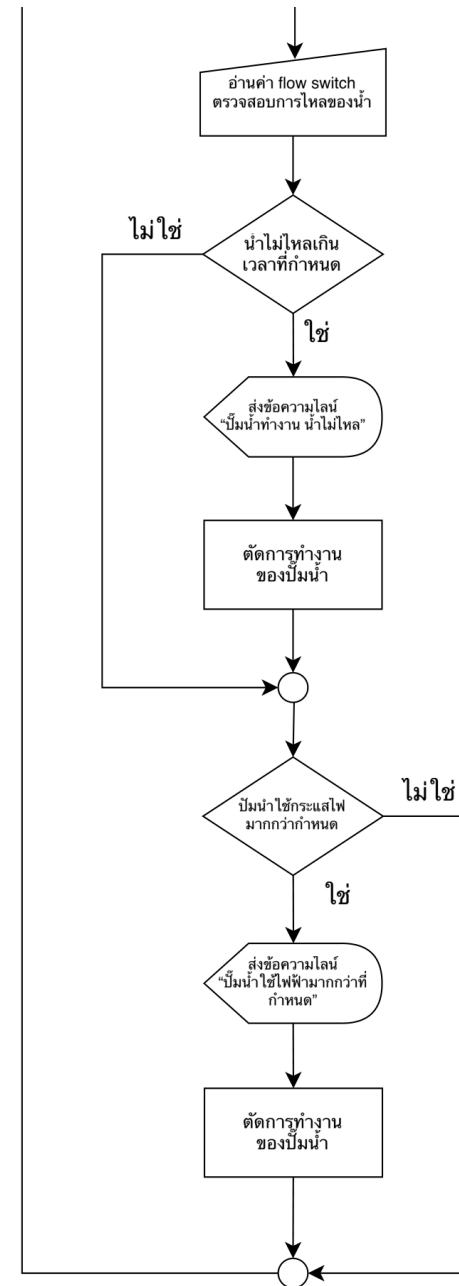 อ่านค่า flow switch
ตรวจสอบการไหลของน้ำ
น้ำไม่ไหลเกิน
เวลาที่กำหนด
ไม่ใช่
ใช่
ส่งข้อความไลน์
“ปั๊มน้ำทำงาน น้ำไม่ไหล”
ตัดการทำงาน
ของปั๊มน้ำ
ปั๊มน้ำใช้กระแสไฟ
มากกว่ากำหนด
ไม่ใช่
ใช่
ส่งข้อความไลน์
“ปั๊มน้ำใช้ไฟฟ้ามากกว่าที่
กำหนด”
ตัดการทำงาน
ของปั๊มน้ำ